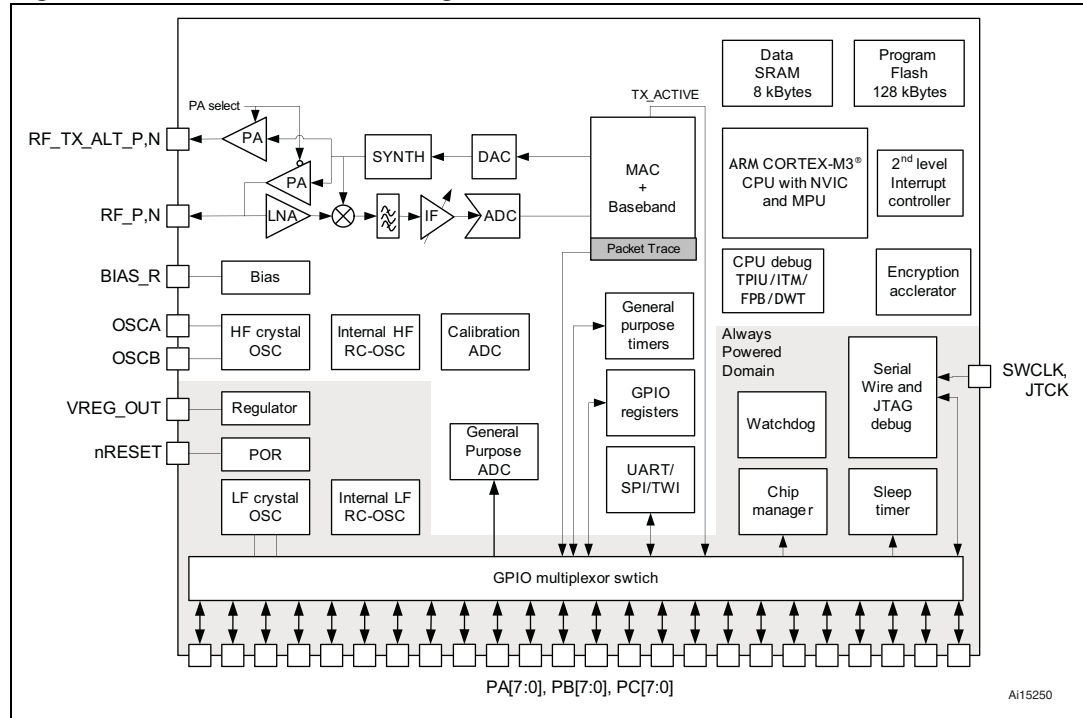 Data
SRAM
8 kBytes
Program
Flash
128 kBytes
TX_ACTIVE
PA select
RF_TX_ALT_P,N
PA
SYNTH
DAC
MAC
+
Baseband
ARM CORTEX-M3®
CPU with NVIC
and MPU
2nd level
Interrupt
controller
PA
RF_P,N
LNA
IF
ADC
Packet Trace
BIAS_R
Bias
CPU debug
TPIU/ITM/
FPB/DWT
Encryption
acclerator
OSCA
OSCB
HF crystal
OSC
Internal HF
RC-OSC
Calibration
ADC
General
purpose
timers
Always
Powered
Domain
Serial
Wire and
JTAG
debug
SWCLK,
JTCK
VREG_OUT
Regulator
GPIO
registers
Watchdog
nRESET
POR
General
Purpose
ADC
UART/
SPI/TWI
LF crystal
OSC
Internal LF
RC-OSC
Chip
manager
Sleep
timer
GPIO multiplexor swtich
PA[7:0], PB[7:0], PC[7:0]
Ai15250